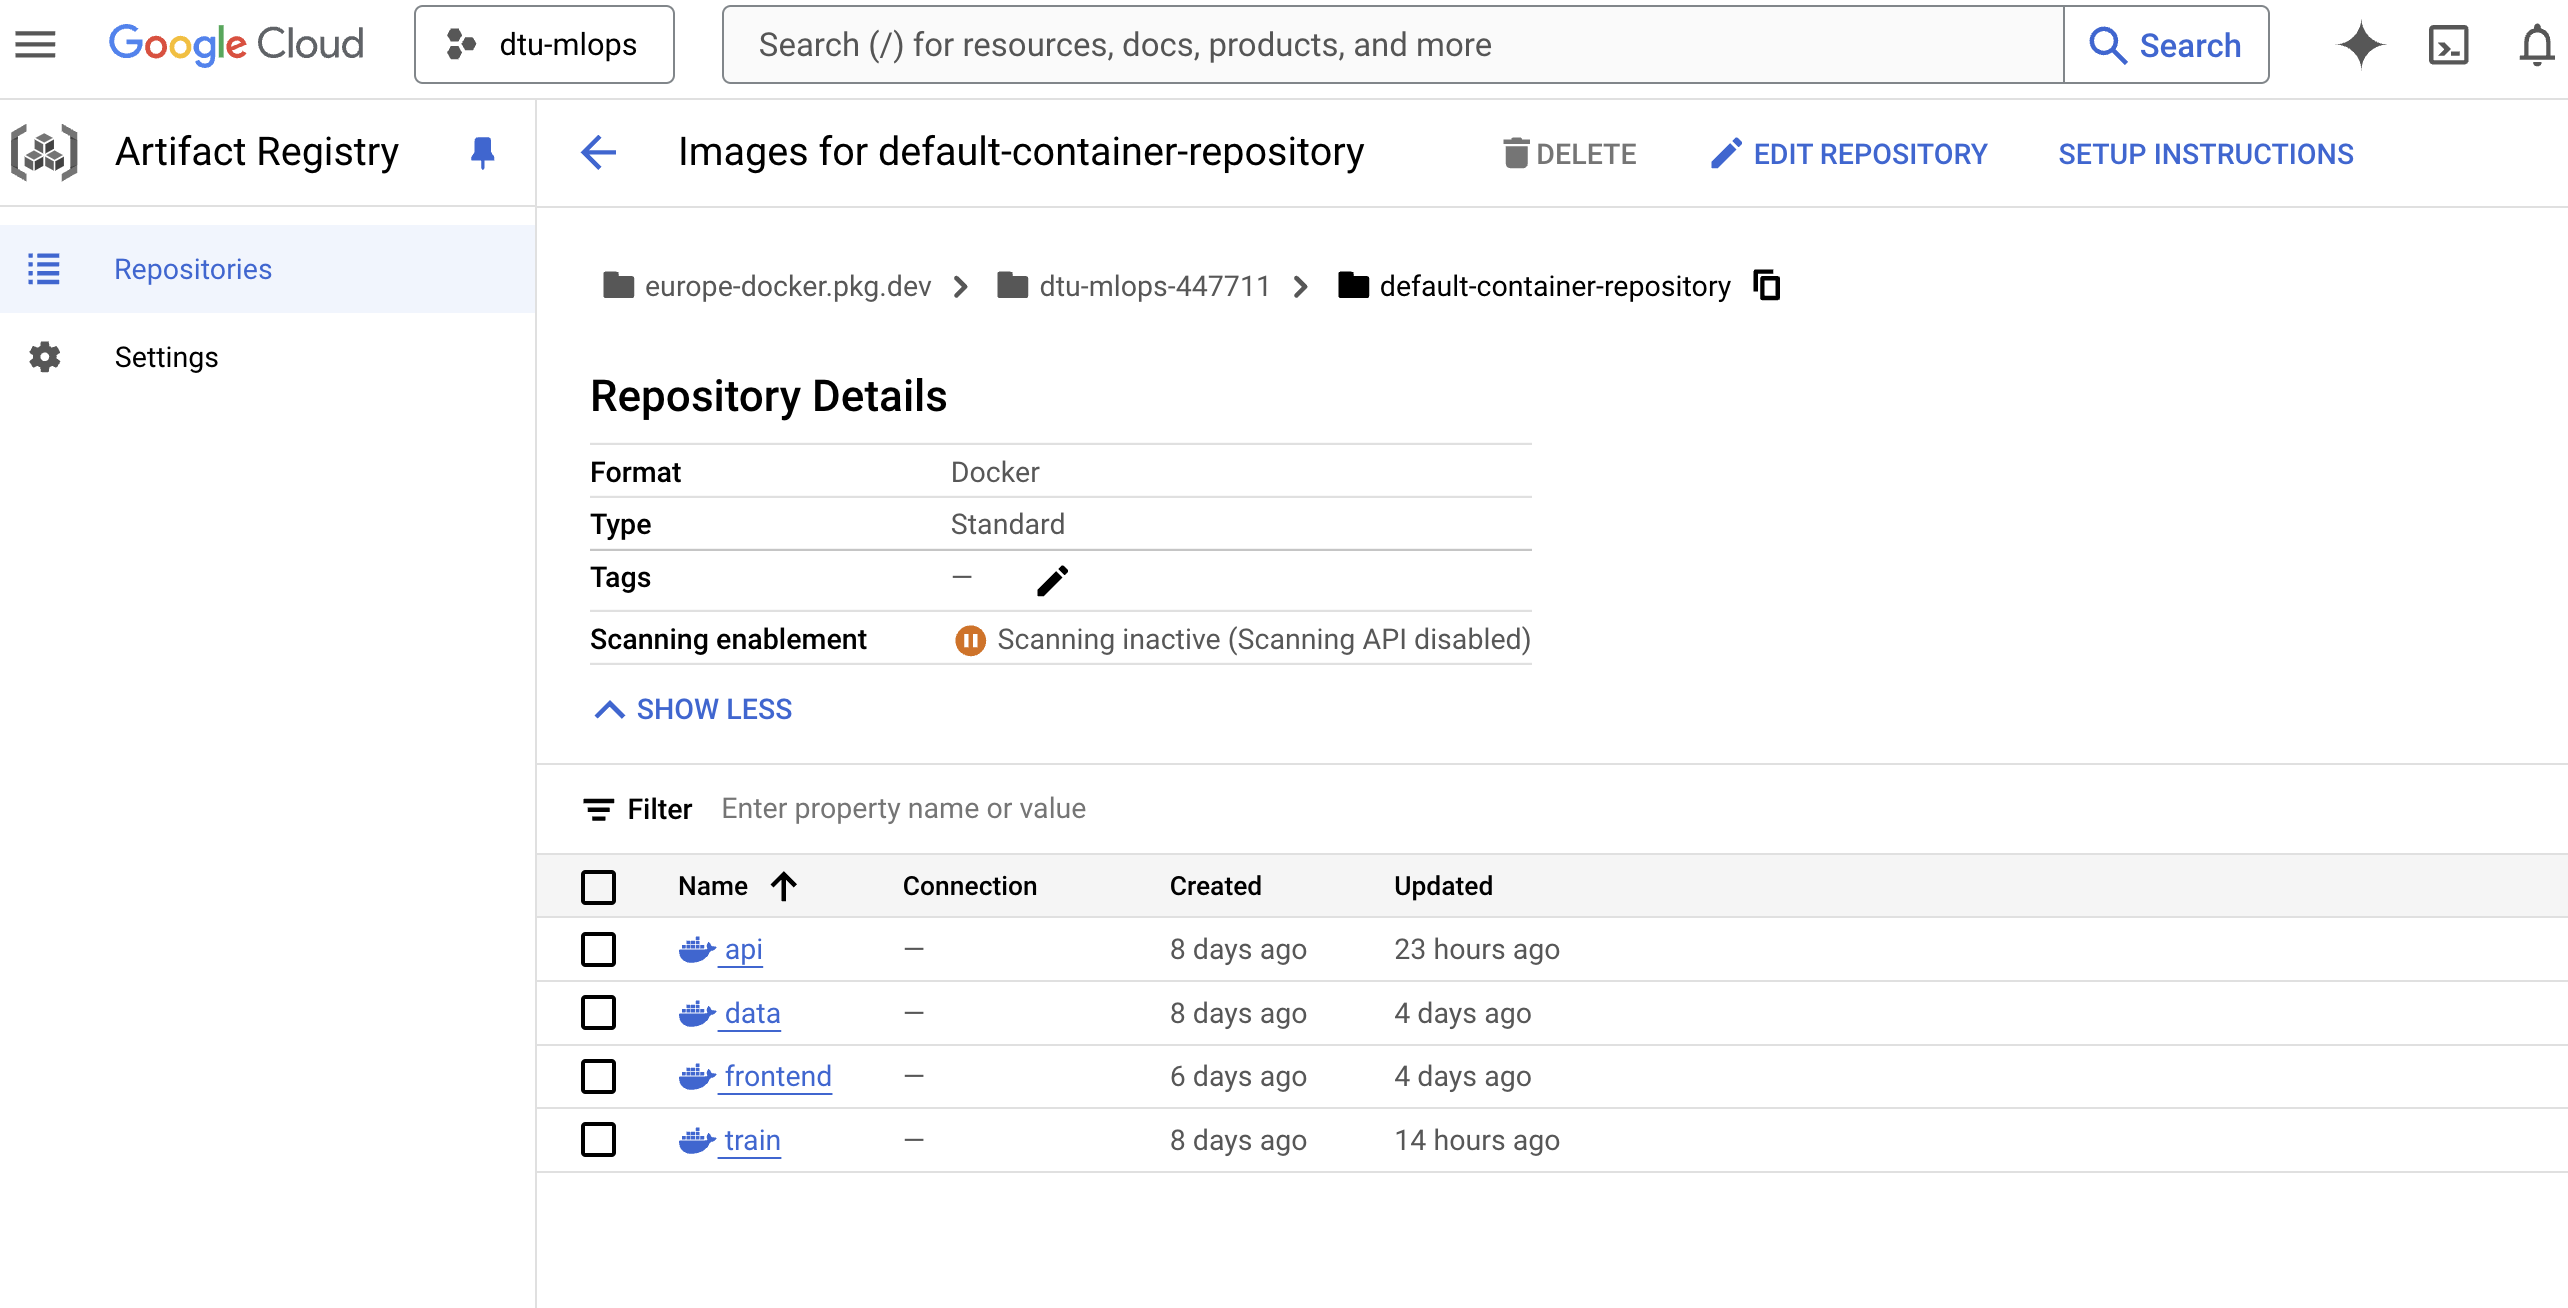 Google Cloud
dtu-mlops
Search (/) for resources, docs, products, and more
Search
Artifact Registry
Images for default-container-repository
DELETE
EDIT REPOSITORY
SETUP INSTRUCTIONS
Repositories
Settings
europe-docker.pkg.dev
dtu-mlops-447711
default-container-repository
Repository Details
Format Docker
Type Standard
Tags —
Scanning enablement Scanning inactive (Scanning API disabled)
SHOW LESS
Filter Enter property name or value
Name Connection Created Updated
api — 8 days ago 23 hours ago
data — 8 days ago 4 days ago
frontend — 6 days ago 4 days ago
train — 8 days ago 14 hours ago